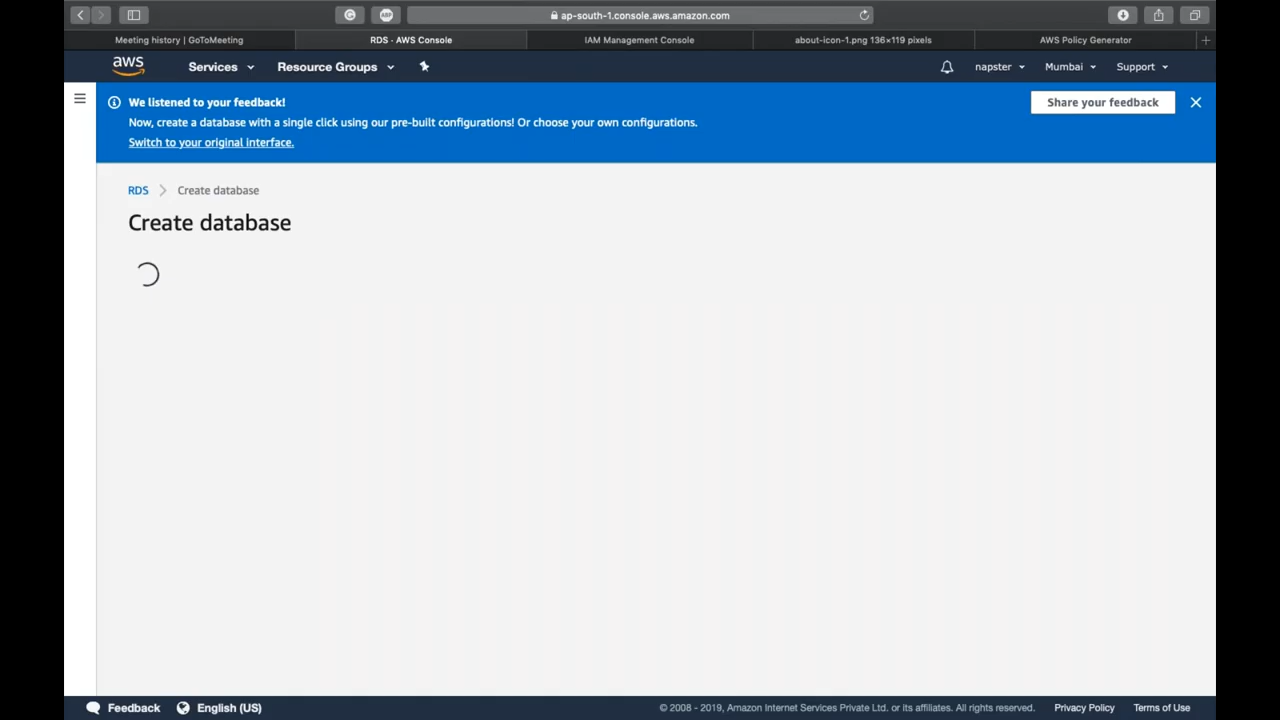 ap-south-1.console.aws.amazon.com
Meeting history | GoToMeeting
RDS · AWS Console
IAM Management Console
about-icon-1.png 136×119 pixels
AWS Policy Generator
aws
Services
Resource Groups
napster
Mumbai
Support
We listened to your feedback!
Now, create a database with a single click using our pre-built configurations! Or choose your own configurations.
Switch to your original interface.
Share your feedback
RDS
Create database
Create database
Feedback
English (US)
© 2008 - 2019, Amazon Internet Services Private Ltd. or its affiliates. All rights reserved.
Privacy Policy
Terms of Use